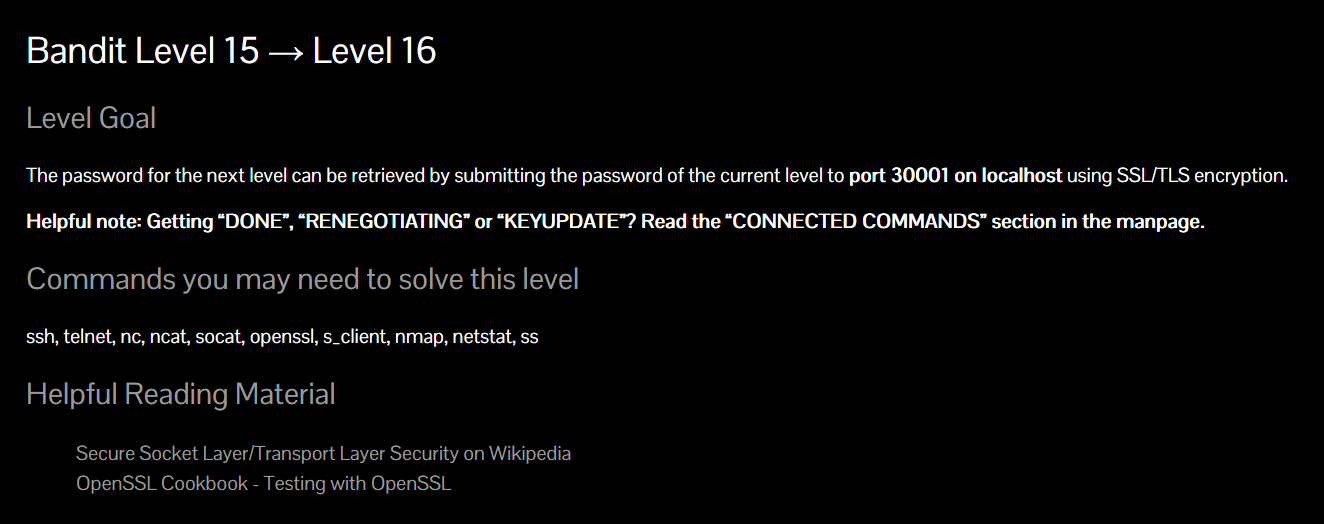 Bandit Level 15 → Level 16
Level Goal
The password for the next level can be retrieved by submitting the password of the current level to port 30001 on localhost using SSL/TLS encryption.
Helpful note: Getting “DONE”, “RENEGOTIATING” or “KEYUPDATE”? Read the “CONNECTED COMMANDS” section in the manpage.
Commands you may need to solve this level
ssh, telnet, nc, ncat, socat, openssl, s_client, nmap, netstat, ss
Helpful Reading Material
Secure Socket Layer/Transport Layer Security on Wikipedia
OpenSSL Cookbook - Testing with OpenSSL